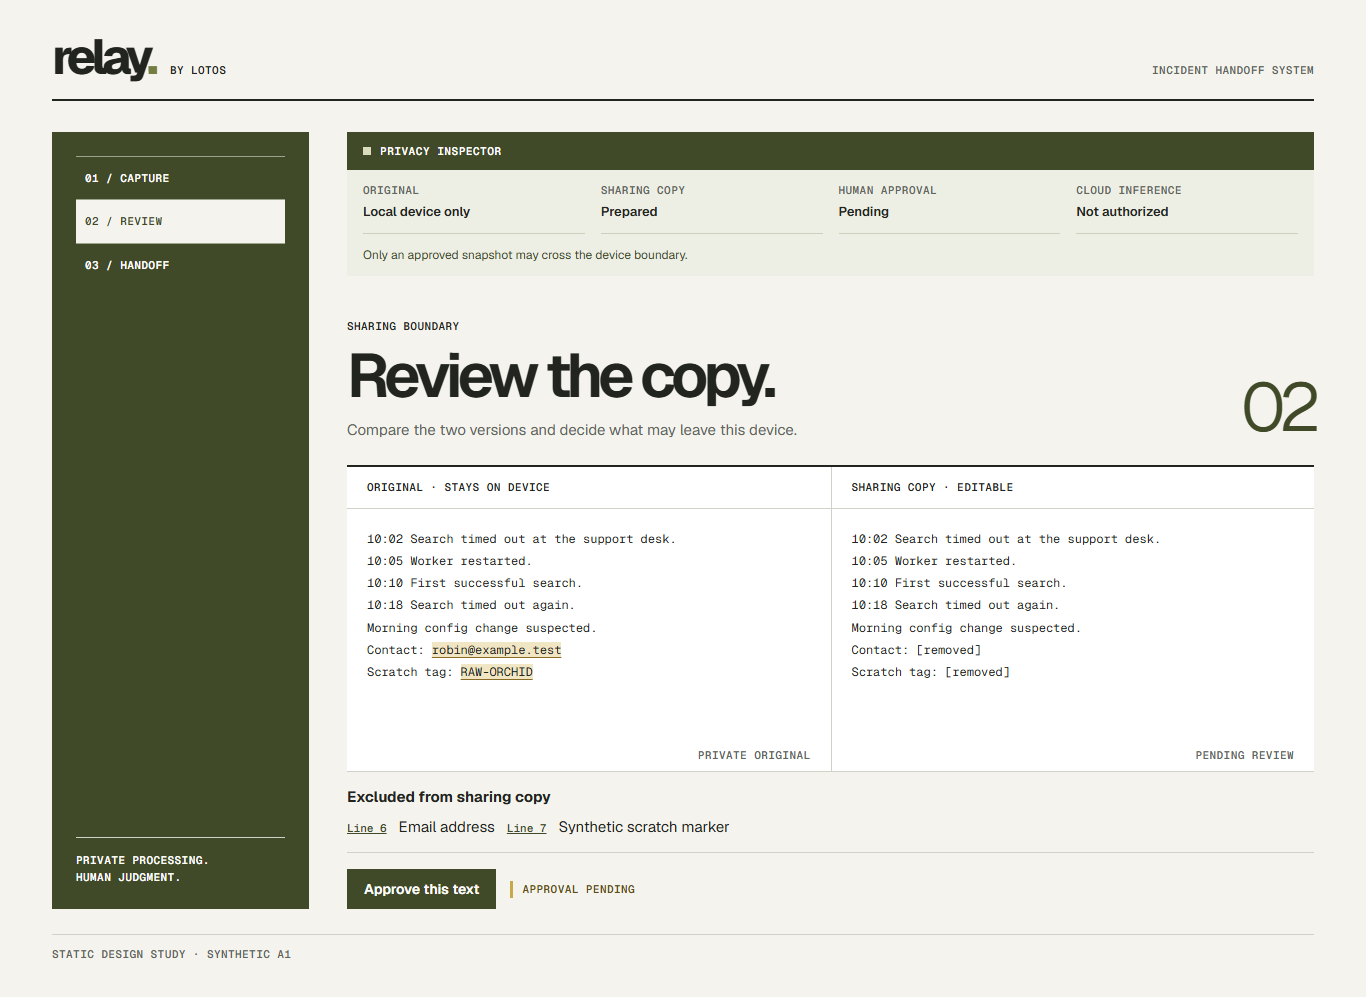 relay. BY LOTOS
INCIDENT HANDOFF SYSTEM
01 / CAPTURE
02 / REVIEW
03 / HANDOFF
PRIVATE PROCESSING.
HUMAN JUDGMENT.
PRIVACY INSPECTOR
ORIGINAL
Local device only
SHARING COPY
Prepared
HUMAN APPROVAL
Pending
CLOUD INFERENCE
Not authorized
Only an approved snapshot may cross the device boundary.
SHARING BOUNDARY
Review the copy.
Compare the two versions and decide what may leave this device.
02
ORIGINAL · STAYS ON DEVICE
10:02 Search timed out at the support desk.
10:05 Worker restarted.
10:10 First successful search.
10:18 Search timed out again.
Morning config change suspected.
Contact: robin@example.test
Scratch tag: RAW-ORCHID
PRIVATE ORIGINAL
SHARING COPY · EDITABLE
10:02 Search timed out at the support desk.
10:05 Worker restarted.
10:10 First successful search.
10:18 Search timed out again.
Morning config change suspected.
Contact: [removed]
Scratch tag: [removed]
PENDING REVIEW
Excluded from sharing copy
Line 6 Email address Line 7 Synthetic scratch marker
Approve this text
APPROVAL PENDING
STATIC DESIGN STUDY · SYNTHETIC A1